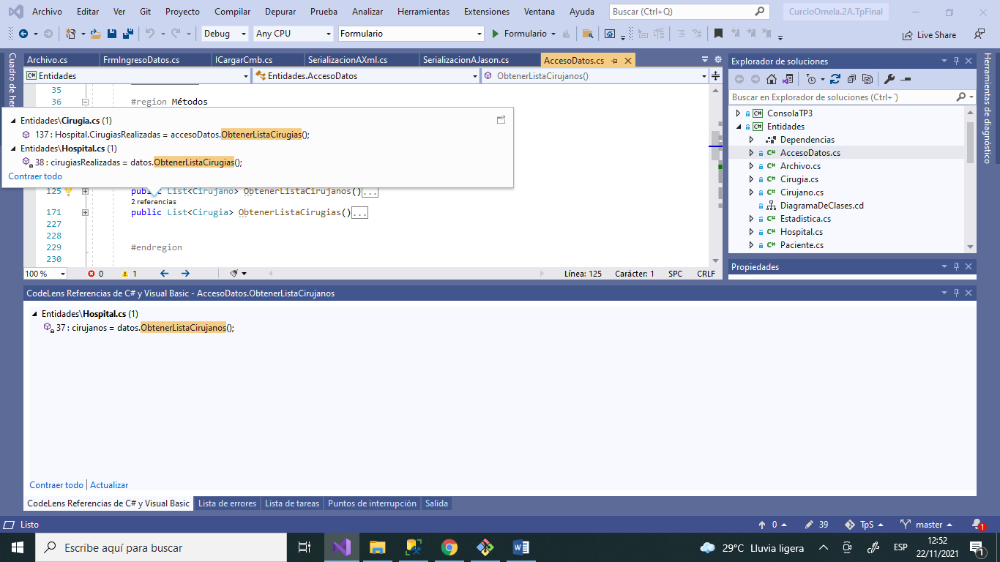 Archivo Editar Ver Git Proyecto Compilar Depurar Prueba Analizar Herramientas Extensiones Ventana Ayuda Buscar (Ctrl+Q) CurcioOrnela.2A.TpFinal
Debug Any CPU Formulario Formulario Live Share
Cuadro de her
Archivo.cs FrmIngresoDatos.cs ICargarCmb.cs SerializacionAXml.cs SerializacionAJason.cs AccesoDatos.cs
Entidades Entidades.AccesoDatos ObtenerListaCirujanos()
35
36 #region Métodos
Entidades\Cirugia.cs (1)
137 : Hospital.CirugiasRealizadas = accesoDatos.ObtenerListaCirugias();
Entidades\Hospital.cs (1)
38 : cirugiasRealizadas = datos.ObtenerListaCirugias();
Contraer todo
125 public List<Cirujano> ObtenerListaCirujanos()...
2 referencias
171 public List<Cirugia> ObtenerListaCirugias()...
227
228
229 #endregion
230
100 % 0 1 Línea: 125 Carácter: 1 SPC CRLF
Explorador de soluciones
Buscar en Explorador de soluciones (Ctrl+´)
ConsolaTP3
Entidades
Dependencias
AccesoDatos.cs
Archivo.cs
Cirugia.cs
Cirujano.cs
DiagramaDeClases.cd
Estadistica.cs
Hospital.cs
Paciente.cs
Propiedades
Herramientas de diagnóstico
CodeLens Referencias de C# y Visual Basic - AccesoDatos.ObtenerListaCirujanos
Entidades\Hospital.cs (1)
37 : cirujanos = datos.ObtenerListaCirujanos();
Contraer todo Actualizar
CodeLens Referencias de C# y Visual Basic Lista de errores Lista de tareas Puntos de interrupción Salida
Listo 0 39 TpS master 1
Escribe aquí para buscar 29°C Lluvia ligera ESP 12:52
22/11/2021 1